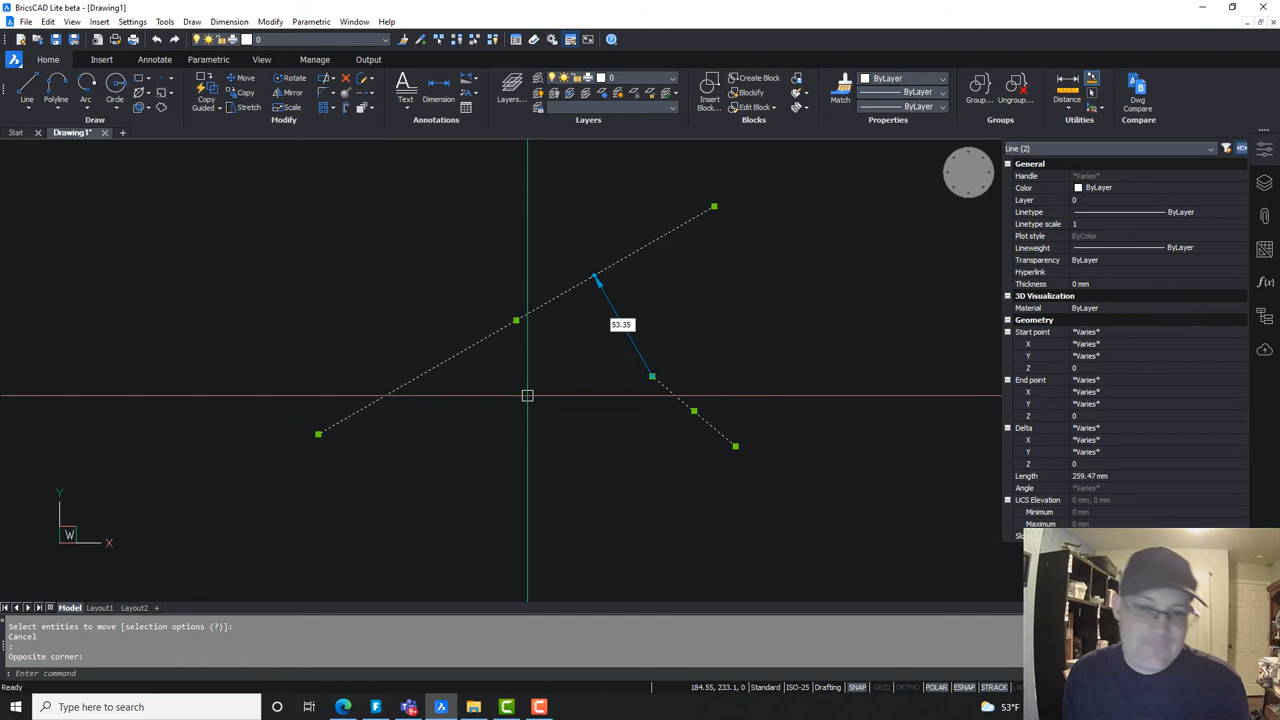 BricsCAD Lite beta - [Drawing1]
File Edit View Insert Settings Tools Draw Dimension Modify Parametric Window Help
0
Home Insert Annotate Parametric View Manage Output
Line Polyline Arc Circle
Draw
Copy Guided
Move Rotate
Copy Mirror
Stretch Scale
Modify
Text Dimension
Annotations
Layers...
0
Layers
Insert Block...
Create Block
Blockify
Edit Block
Blocks
Match
ByLayer
ByLayer
ByLayer
Properties
Group... Ungroup...
Groups
Distance
Utilities
Dwg Compare
Compare
Start Drawing1*
Line (2)
General
Handle *Varies*
Color ByLayer
Layer 0
Linetype ByLayer
Linetype scale 1
Plot style ByColor
Lineweight ByLayer
Transparency ByLayer
Hyperlink
Thickness 0 mm
3D Visualization
Material ByLayer
Geometry
Start point *Varies*
X *Varies*
Y *Varies*
Z 0
End point *Varies*
X *Varies*
Y *Varies*
Z 0
Delta *Varies*
X *Varies*
Y *Varies*
Z 0
Length 259.47 mm
Angle *Varies*
UCS Elevation 0 mm, 0 mm
Minimum 0 mm
Maximum 0 mm
53.35
Y
W
X
Model Layout1 Layout2
Select entities to move [selection options (?)]:
Cancel
:
Opposite corner:
: Enter command
Ready
184.55, 233.1, 0 Standard ISO-25 Drafting SNAP GRID ORTHO POLAR ESNAP STRACK
Type here to search
53°F